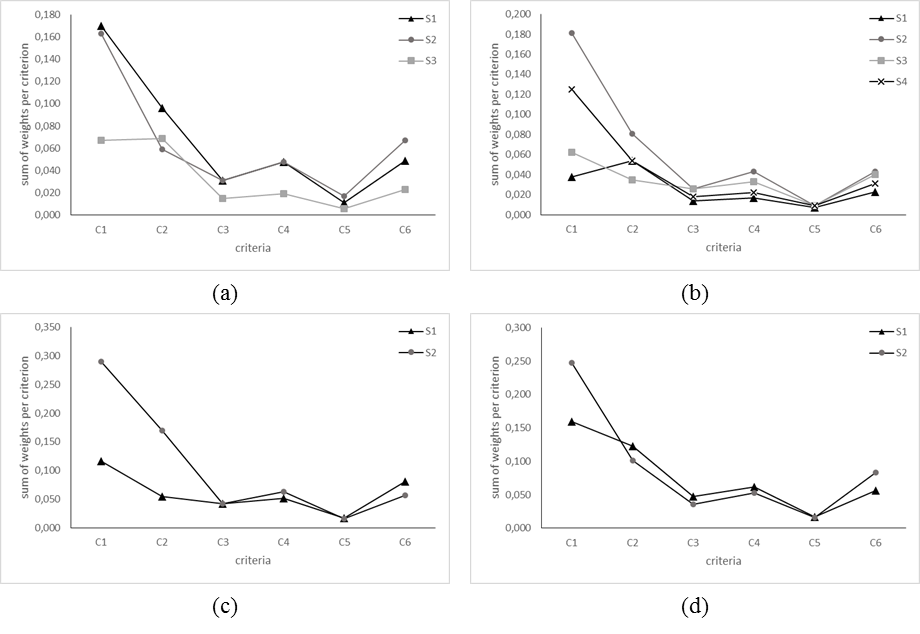 0,180
0,160
0,140
0,120
0,100
0,080
0,060
0,040
0,020
0,000
sum of weights per criterion
C1 C2 C3 C4 C5 C6
criteria
S1
S2
S3
(a)
0,200
0,180
0,160
0,140
0,120
0,100
0,080
0,060
0,040
0,020
0,000
sum of weights per criterion
C1 C2 C3 C4 C5 C6
criteria
S1
S2
S3
S4
(b)
0,350
0,300
0,250
0,200
0,150
0,100
0,050
0,000
sum of weights per criterion
C1 C2 C3 C4 C5 C6
criteria
S1
S2
(c)
0,300
0,250
0,200
0,150
0,100
0,050
0,000
sum of weights per criterion
C1 C2 C3 C4 C5 C6
criteria
S1
S2
(d)